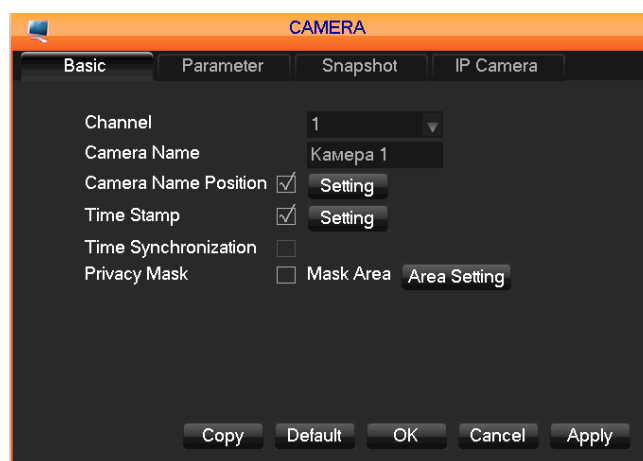 CAMERA
Basic Parameter Snapshot IP Camera
Channel 1
Camera Name Камера 1
Camera Name Position Setting
Time Stamp Setting
Time Synchronization
Privacy Mask Mask Area Area Setting
Copy Default OK Cancel Apply